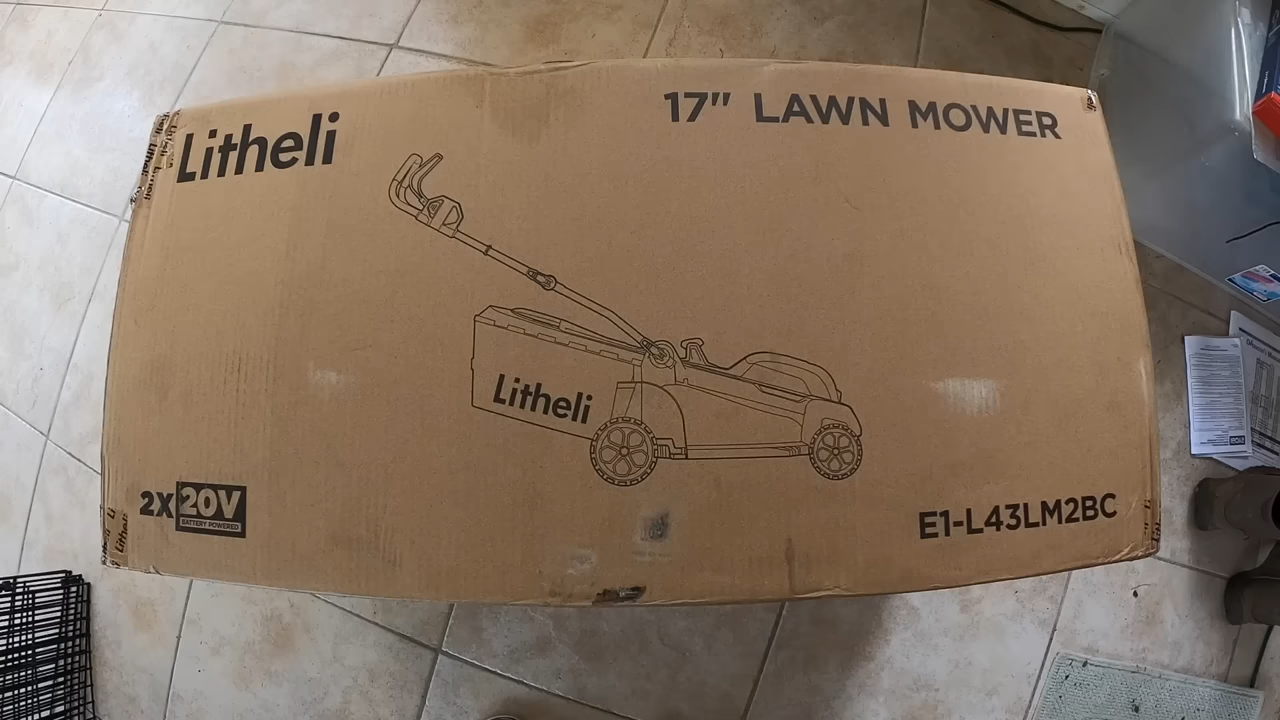 Litheli
17" LAWN MOWER
Litheli
2X 20V
BATTERY POWERED
E1-L43LM2BC